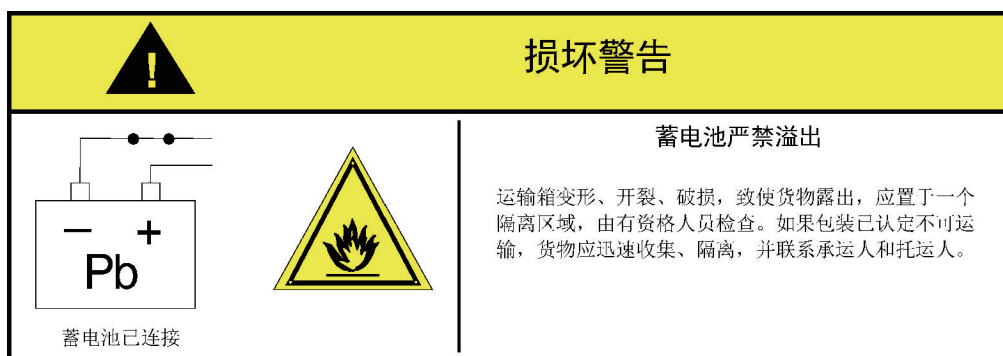 损坏警告
蓄电池严禁溢出
运输箱变形、开裂、破损，致使货物露出，应置于一个
隔离区域，由有资格人员检查。如果包装已认定不可运
输，货物应迅速收集、隔离，并联系承运人和托运人。
− +
Pb
蓄电池已连接